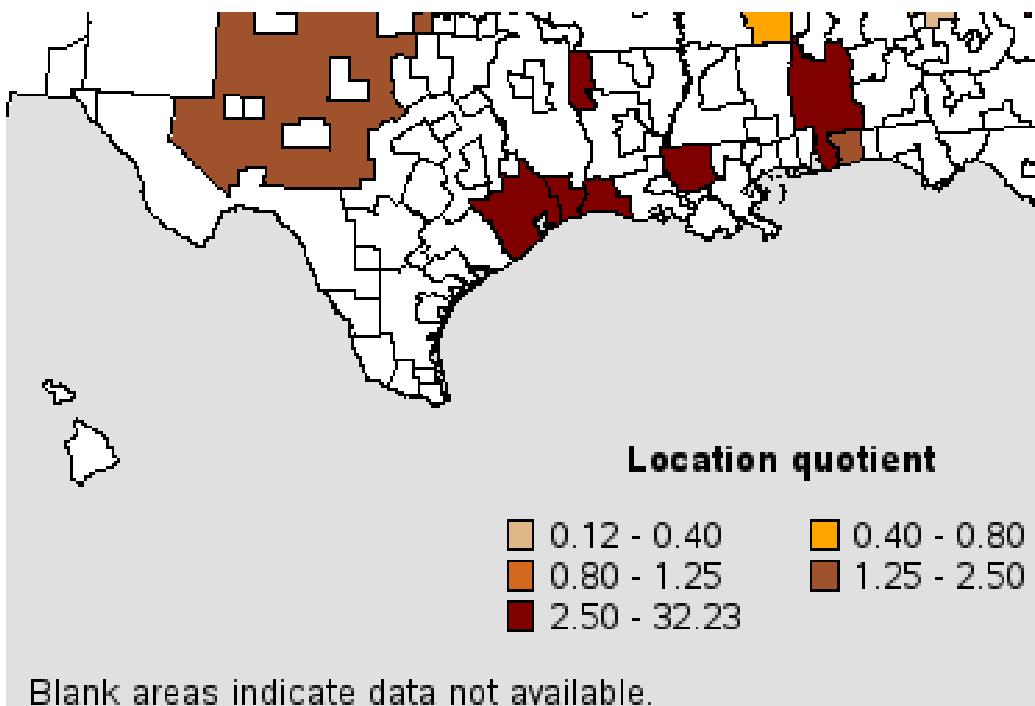 Location quotient
0.12 - 0.40 0.40 - 0.80
0.80 - 1.25 1.25 - 2.50
2.50 - 32.23
Blank areas indicate data not available.